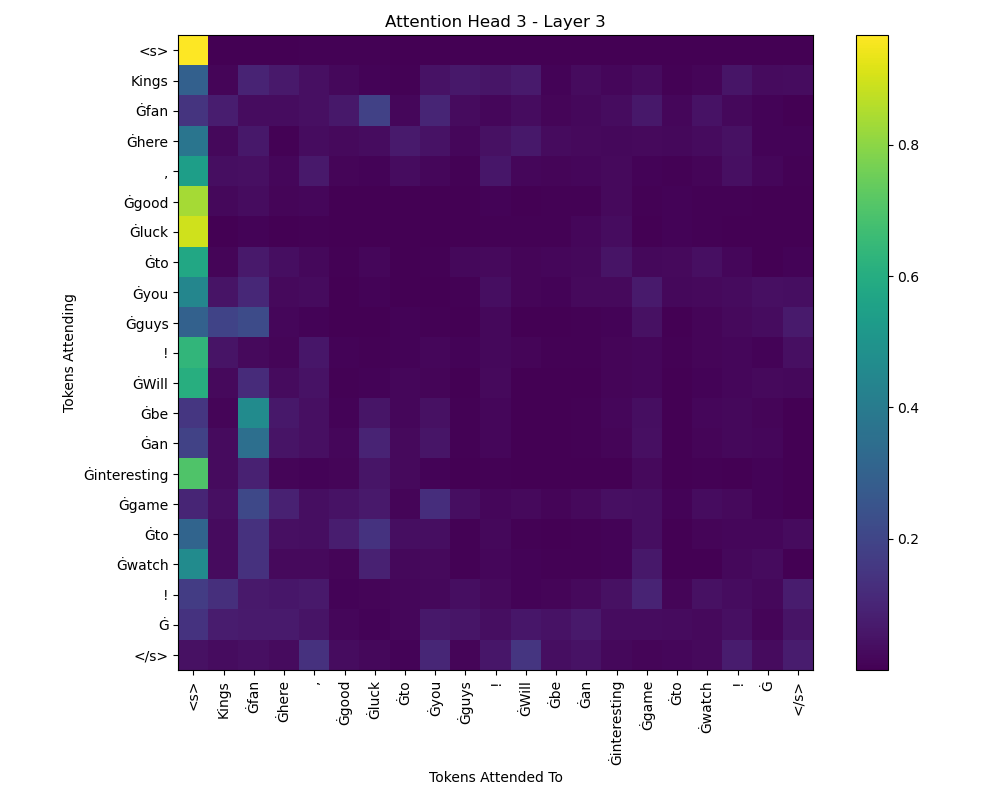 Attention Head 3 - Layer 3
Tokens Attending
<s>
Kings
Ġfan
Ġhere
,
Ġgood
Ġluck
Ġto
Ġyou
Ġguys
!
ĠWill
Ġbe
Ġan
Ġinteresting
Ġgame
Ġto
Ġwatch
!
Ġ
</s>
<s>
Kings
Ġfan
Ġhere
,
Ġgood
Ġluck
Ġto
Ġyou
Ġguys
!
ĠWill
Ġbe
Ġan
Ġinteresting
Ġgame
Ġto
Ġwatch
!
Ġ
</s>
Tokens Attended To
0.8
0.6
0.4
0.2